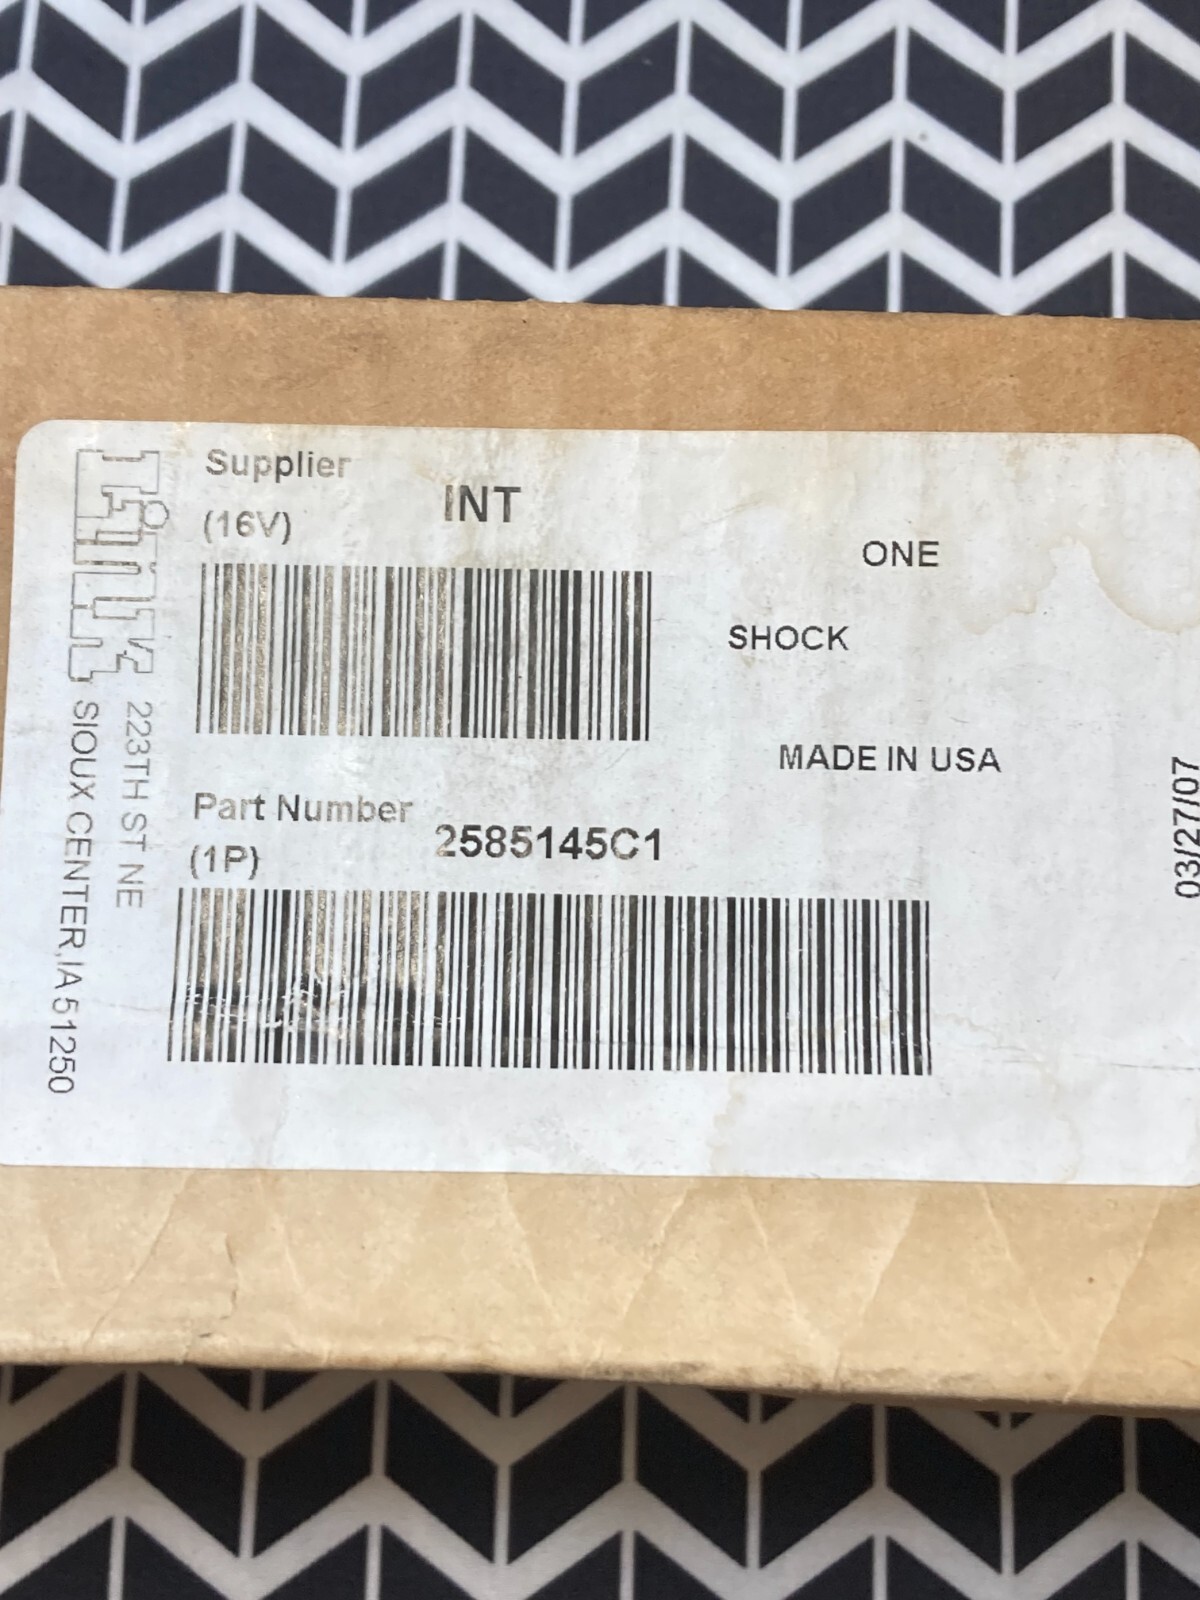 Supplier
INT
(16V)
ONE
SHOCK
MADE IN USA
Part Number
2585145C1
(1P)
223TH ST NE
SIOUX CENTER, IA 51250
03/27/07